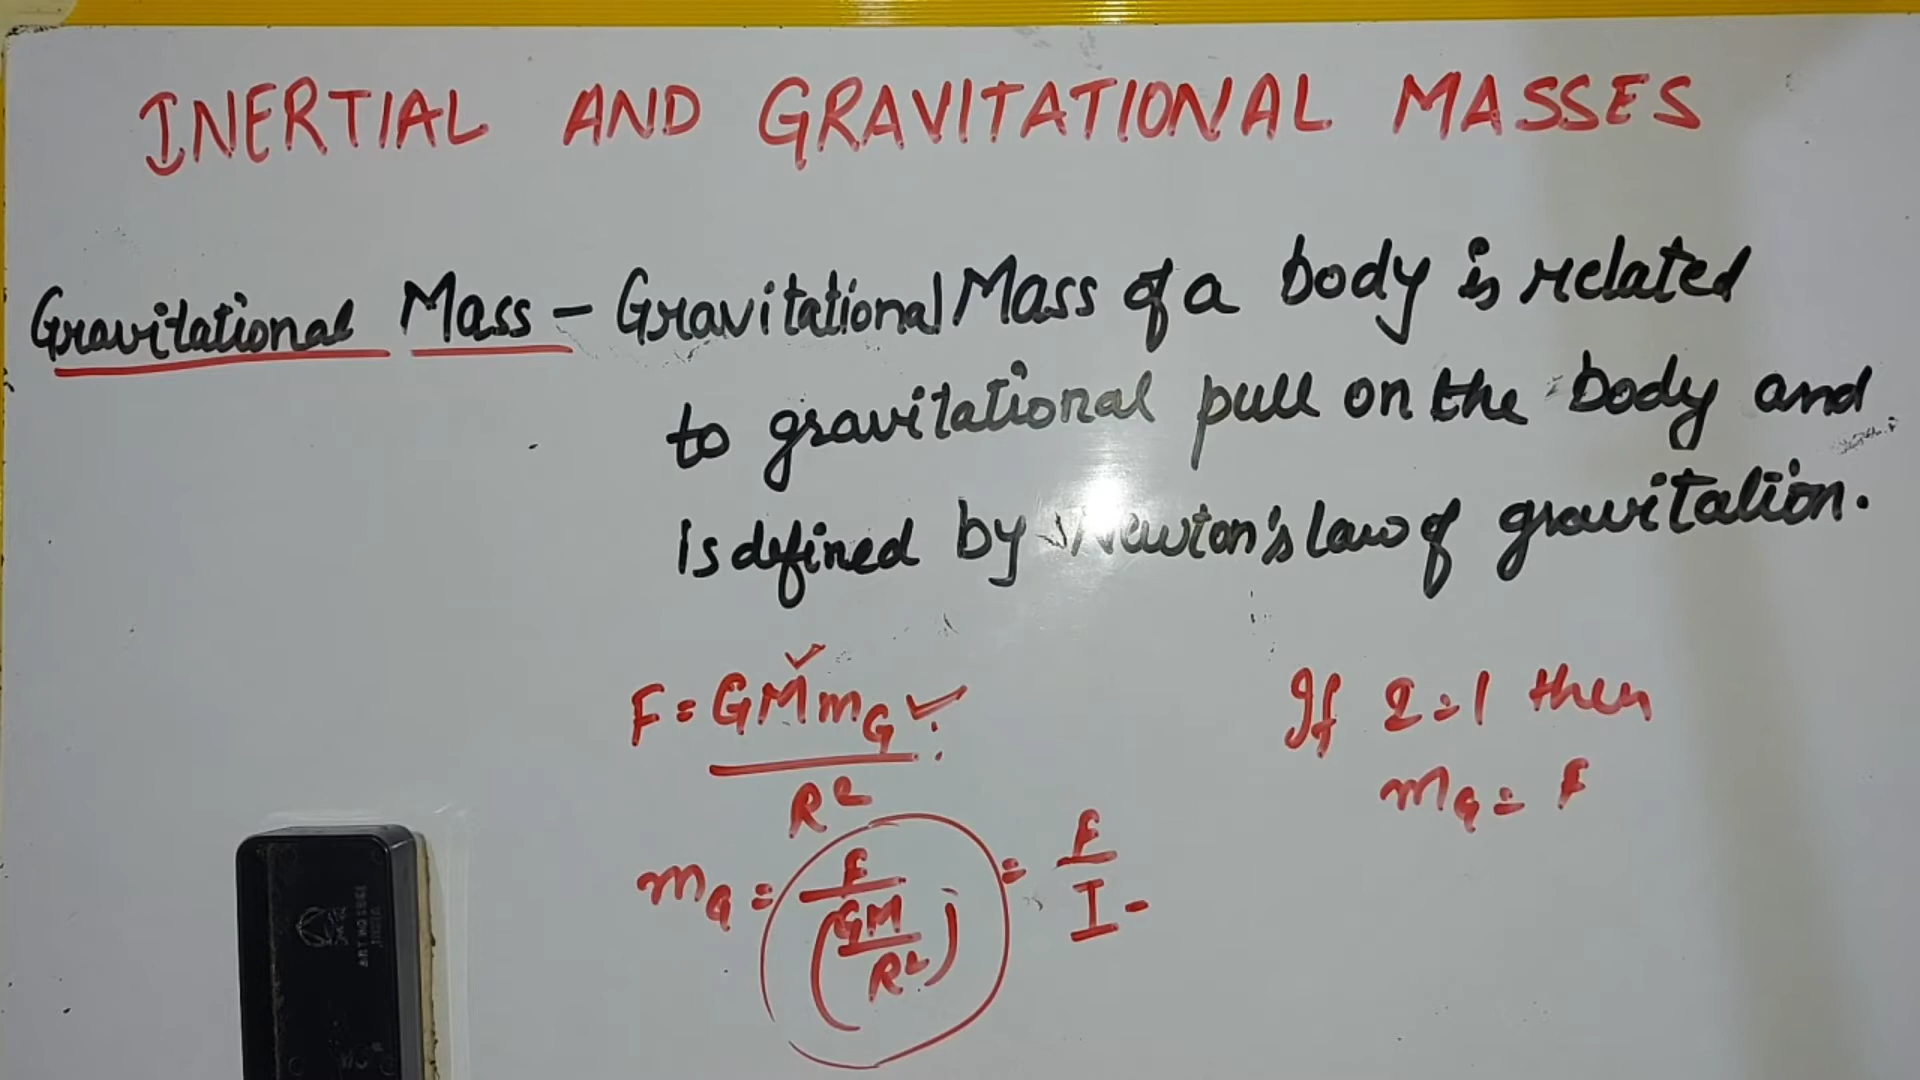 INERTIAL AND GRAVITATIONAL MASSES
Gravitational Mass - Gravitational Mass of a body is related
to gravitational pull on the body and
is defined by Newton's law of gravitation.
F = GMm_G
R²
If I = 1 then
m_G = F
m_G = F / (GM / R²) = F / I